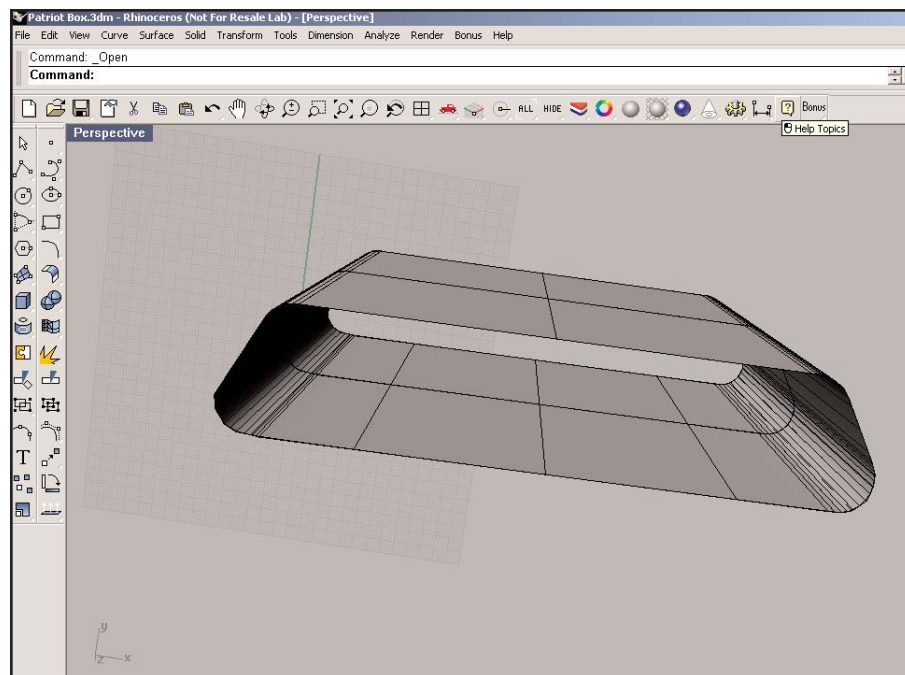 Patriot Box.3dm - Rhinoceros (Not For Resale Lab) - [Perspective]
File Edit View Curve Surface Solid Transform Tools Dimension Analyze Render Bonus Help
Command: _Open
Command:
ALL HIDE Bonus
Help Topics
Perspective
T
y
z x